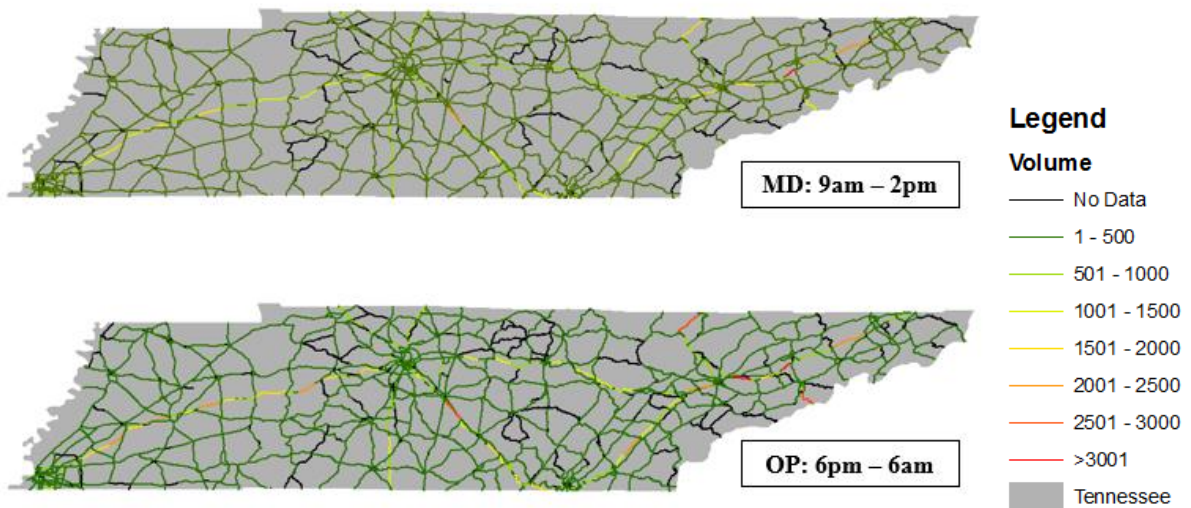 MD: 9am – 2pm
OP: 6pm – 6am
Legend
Volume
No Data
1 - 500
501 - 1000
1001 - 1500
1501 - 2000
2001 - 2500
2501 - 3000
>3001
Tennessee